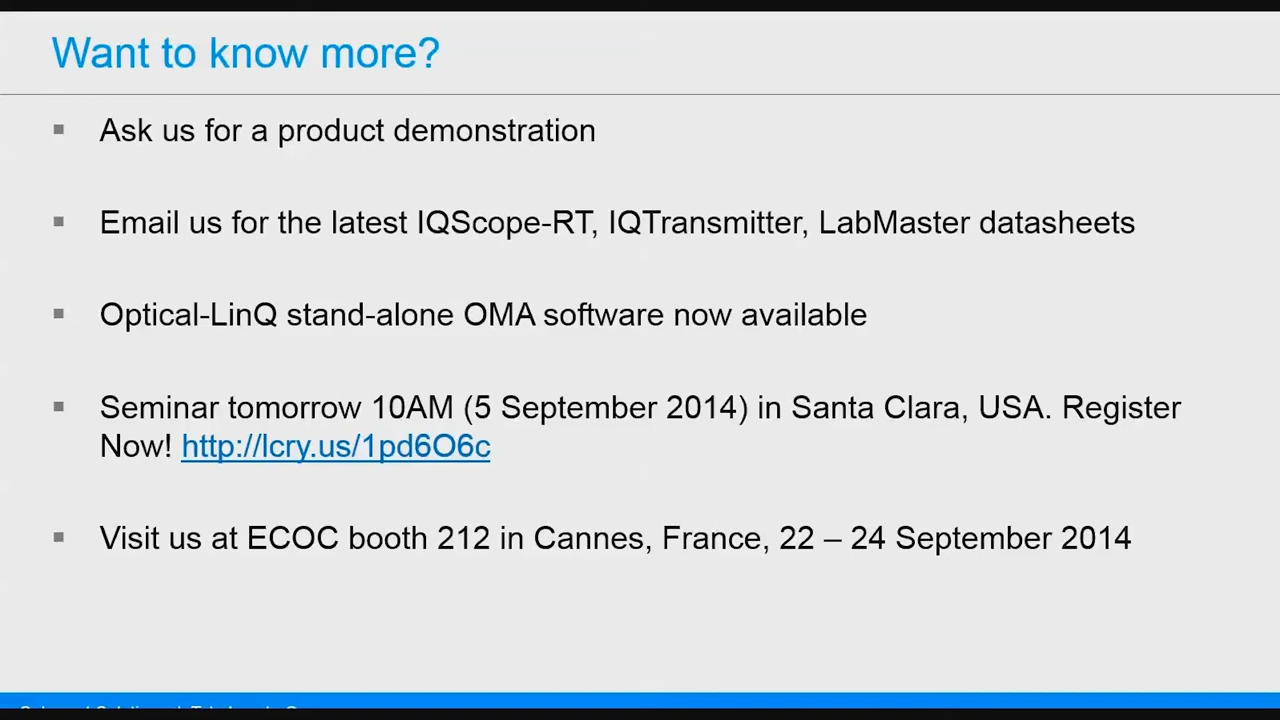 Want to know more?
Ask us for a product demonstration
Email us for the latest IQScope-RT, IQTransmitter, LabMaster datasheets
Optical-LinQ stand-alone OMA software now available
Seminar tomorrow 10AM (5 September 2014) in Santa Clara, USA. Register
Now! http://lcry.us/1pd6O6c
Visit us at ECOC booth 212 in Cannes, France, 22 – 24 September 2014